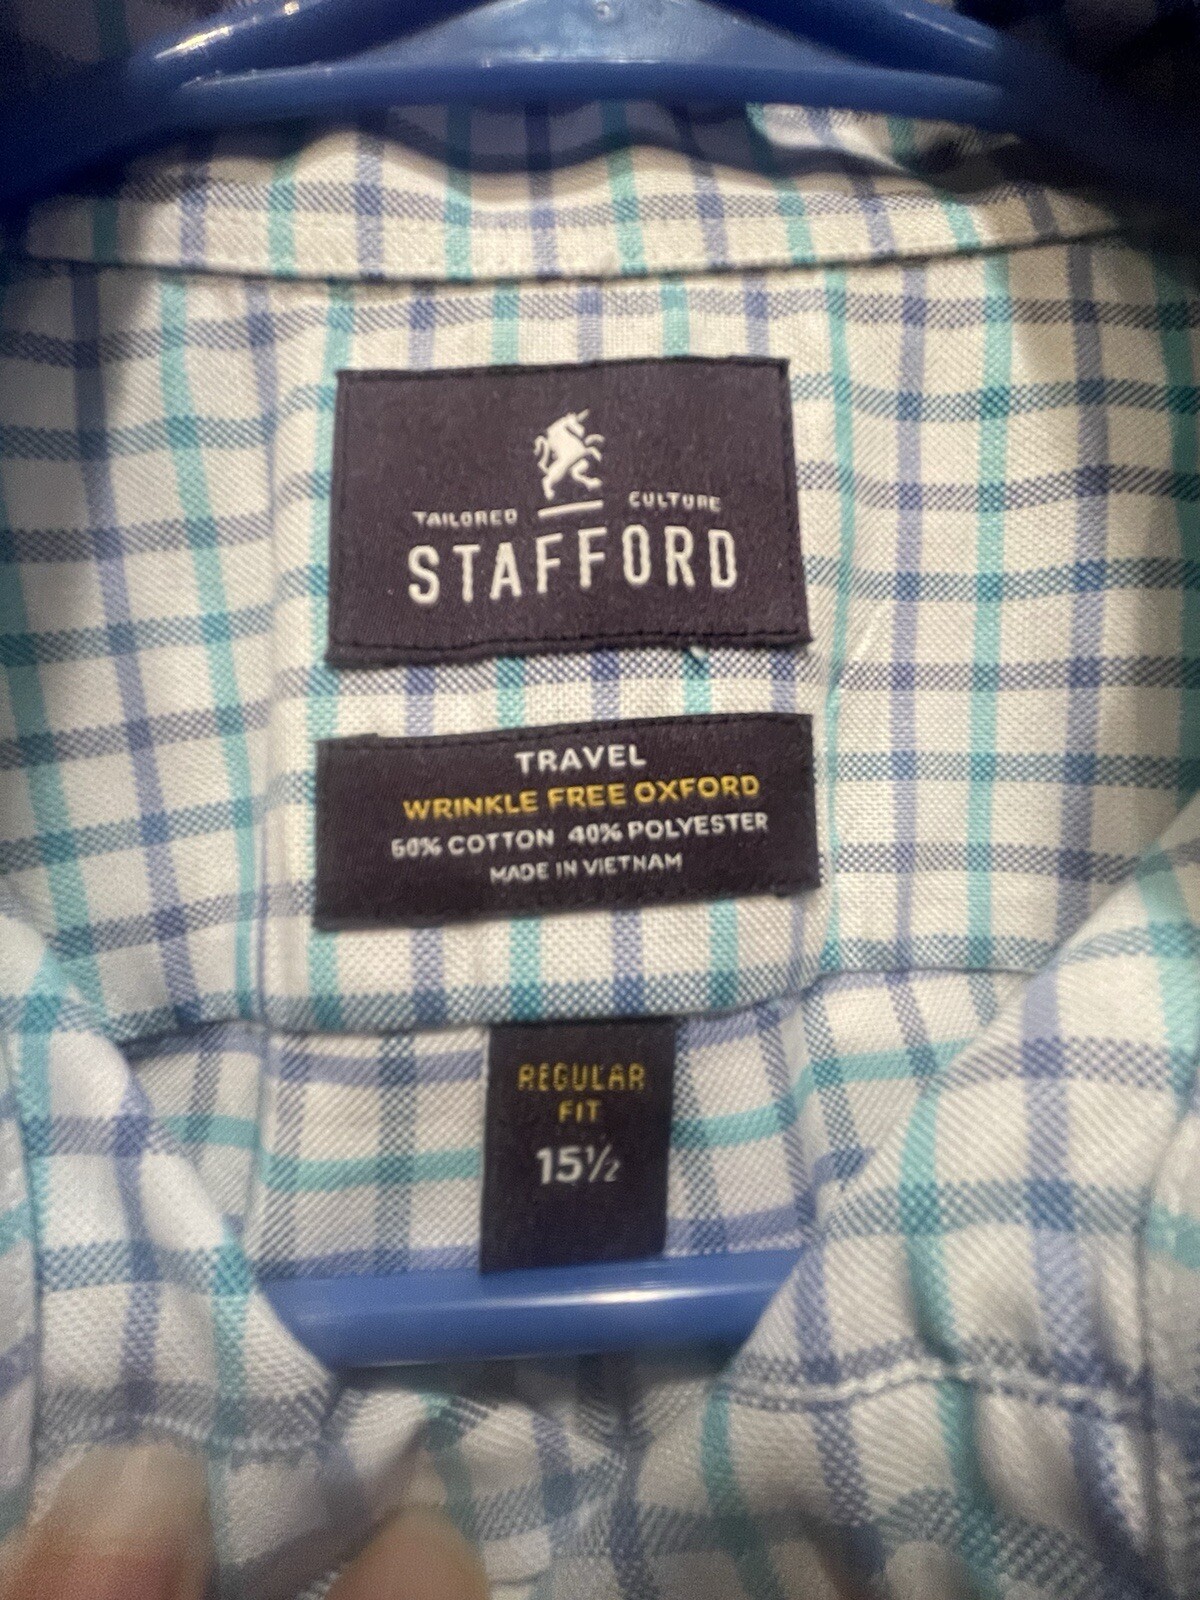 TAILORED CULTURE
STAFFORD
TRAVEL
WRINKLE FREE OXFORD
60% COTTON 40% POLYESTER
MADE IN VIETNAM
REGULAR
FIT
15½